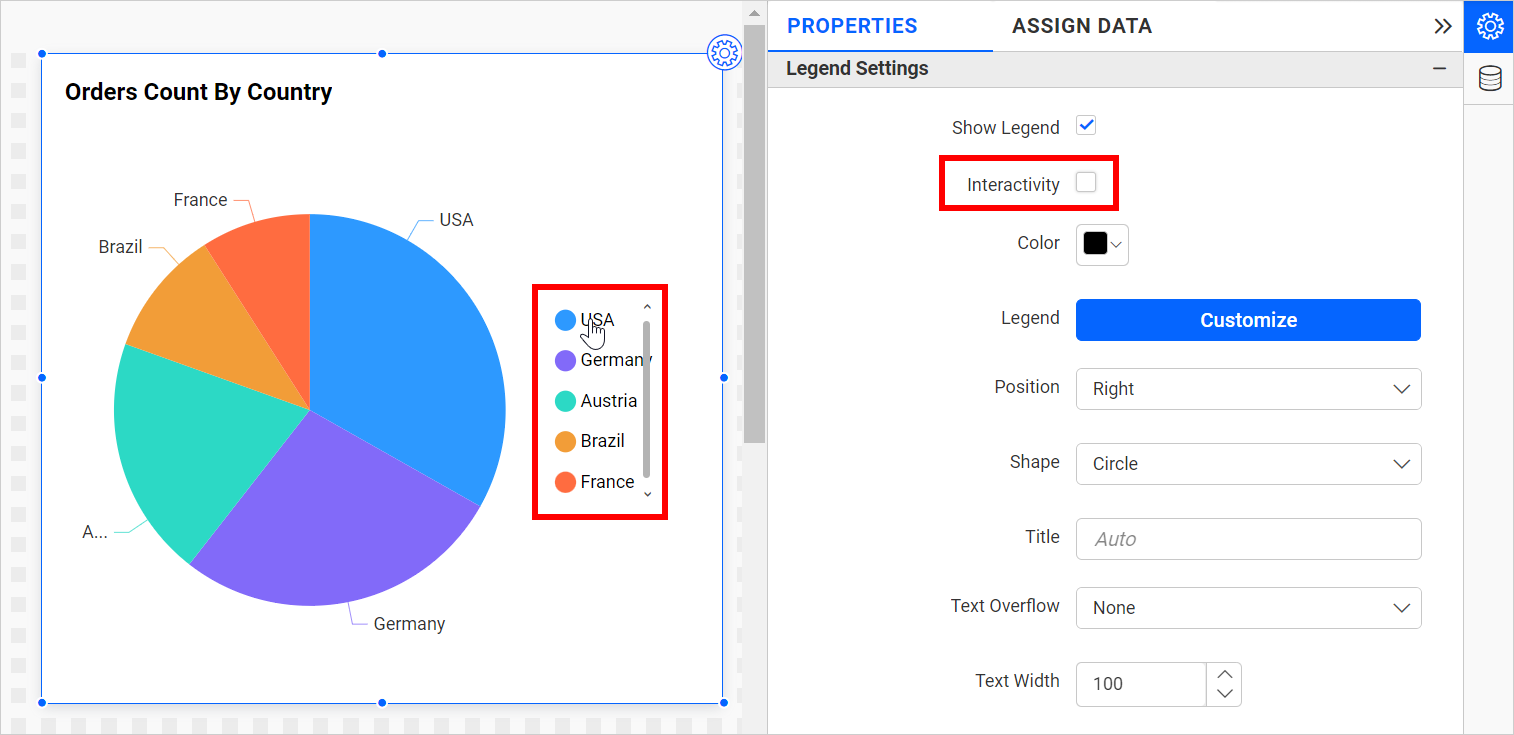 Orders Count By Country
France
USA
Brazil
A...
Germany
USA
Germany
Austria
Brazil
France
PROPERTIES
ASSIGN DATA
Legend Settings
Show Legend
Interactivity
Color
Legend
Customize
Position
Right
Shape
Circle
Title
Auto
Text Overflow
None
Text Width
100